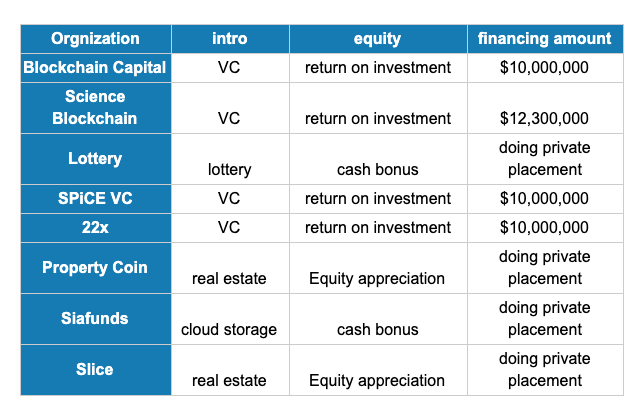 Orgnization intro equity financing amount
Blockchain Capital VC return on investment $10,000,000
Science
Blockchain VC return on investment $12,300,000
Lottery lottery cash bonus doing private
placement
SPiCE VC VC return on investment $10,000,000
22x VC return on investment $10,000,000
Property Coin real estate Equity appreciation doing private
placement
Siafunds cloud storage cash bonus doing private
placement
Slice real estate Equity appreciation doing private
placement